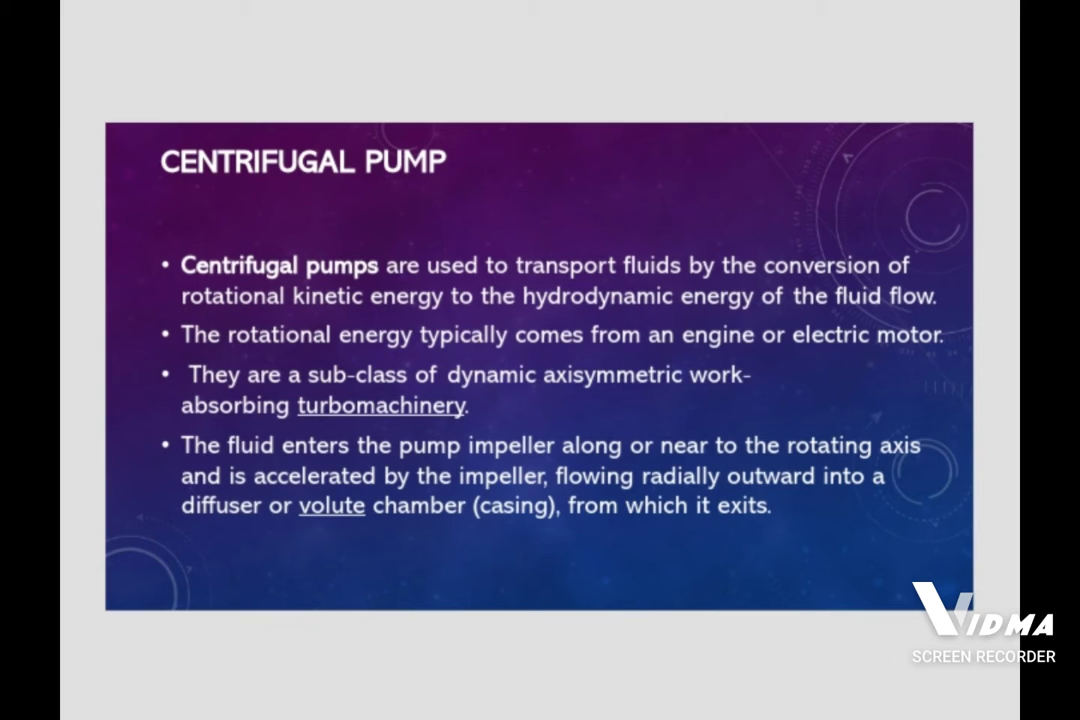 CENTRIFUGAL PUMP
• Centrifugal pumps are used to transport fluids by the conversion of
rotational kinetic energy to the hydrodynamic energy of the fluid flow.
• The rotational energy typically comes from an engine or electric motor.
• They are a sub-class of dynamic axisymmetric work-
absorbing turbomachinery.
• The fluid enters the pump impeller along or near to the rotating axis
and is accelerated by the impeller, flowing radially outward into a
diffuser or volute chamber (casing), from which it exits.
VIDMA
SCREEN RECORDER